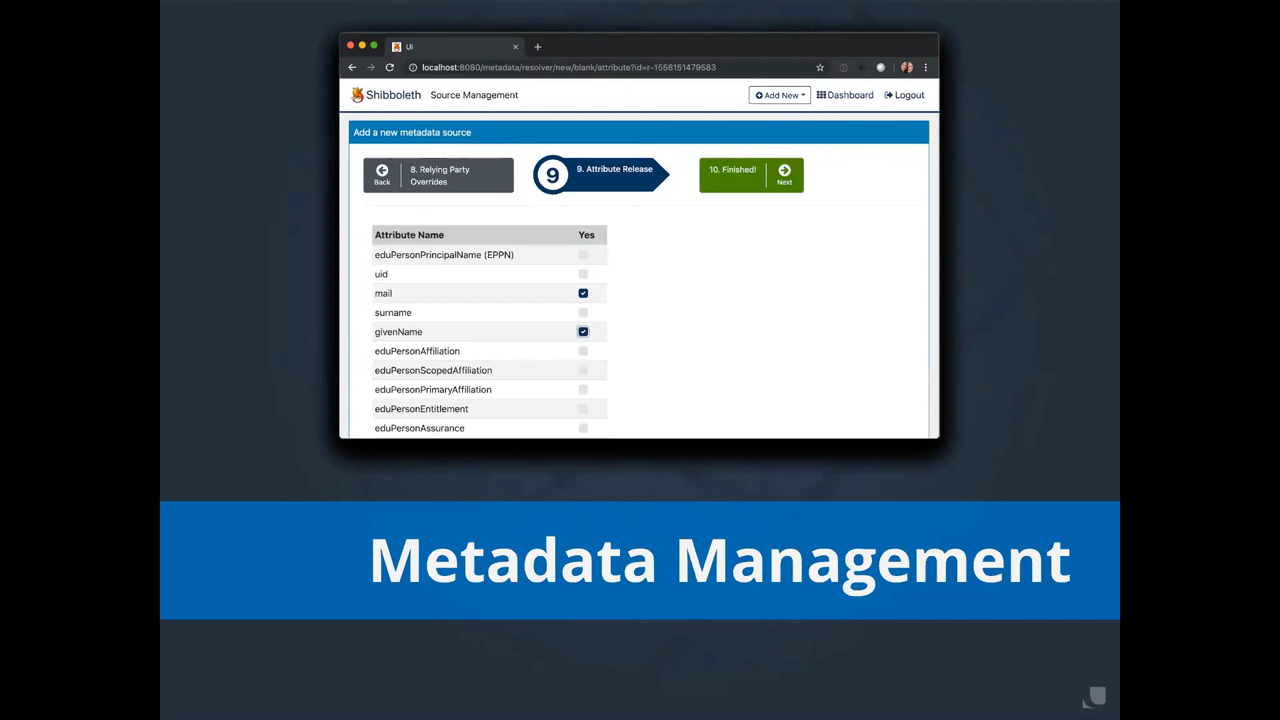 Ui
localhost:8080/metadata/resolver/new/blank/attribute?id=r-1556151479583
Shibboleth Source Management Add New Dashboard Logout
Add a new metadata source
Back 8. Relying Party Overrides
9 9. Attribute Release
10. Finished! Next
Attribute Name Yes
eduPersonPrincipalName (EPPN)
uid
mail
surname
givenName
eduPersonAffiliation
eduPersonScopedAffiliation
eduPersonPrimaryAffiliation
eduPersonEntitlement
eduPersonAssurance
Metadata Management